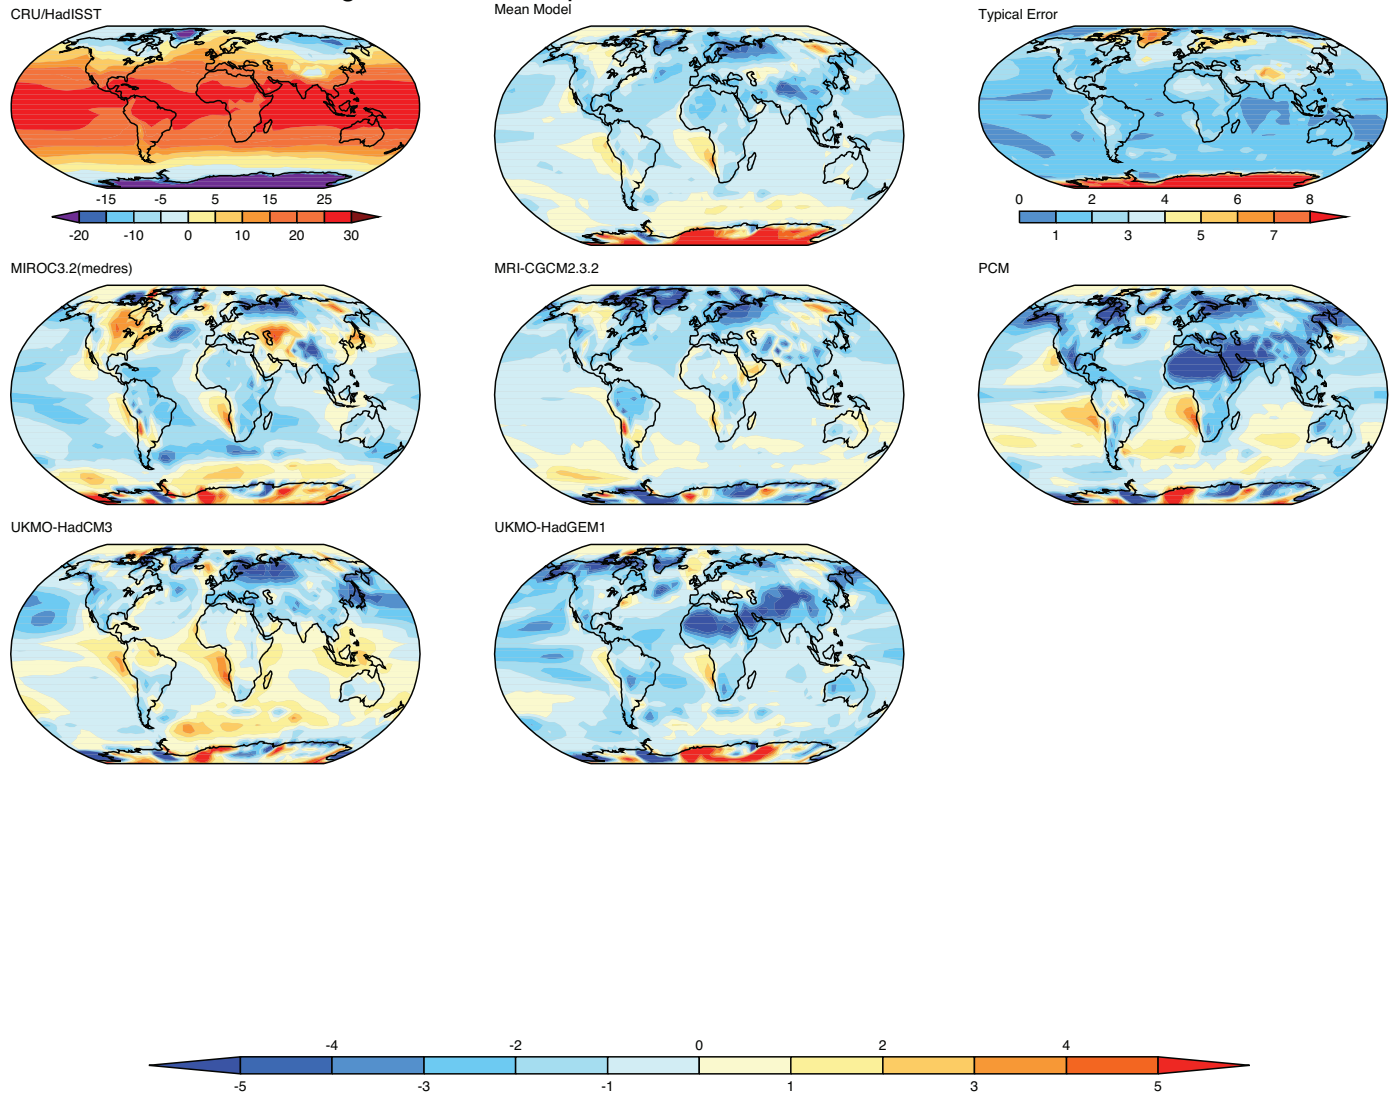 CRU/HadISST
Mean Model
Typical Error
-15 -5 5 15 25
-20 -10 0 10 20 30
0 2 4 6 8
1 3 5 7
MIROC3.2(medres)
MRI-CGCM2.3.2
PCM
UKMO-HadCM3
UKMO-HadGEM1
-4 -2 0 2 4
-5 -3 -1 1 3 5